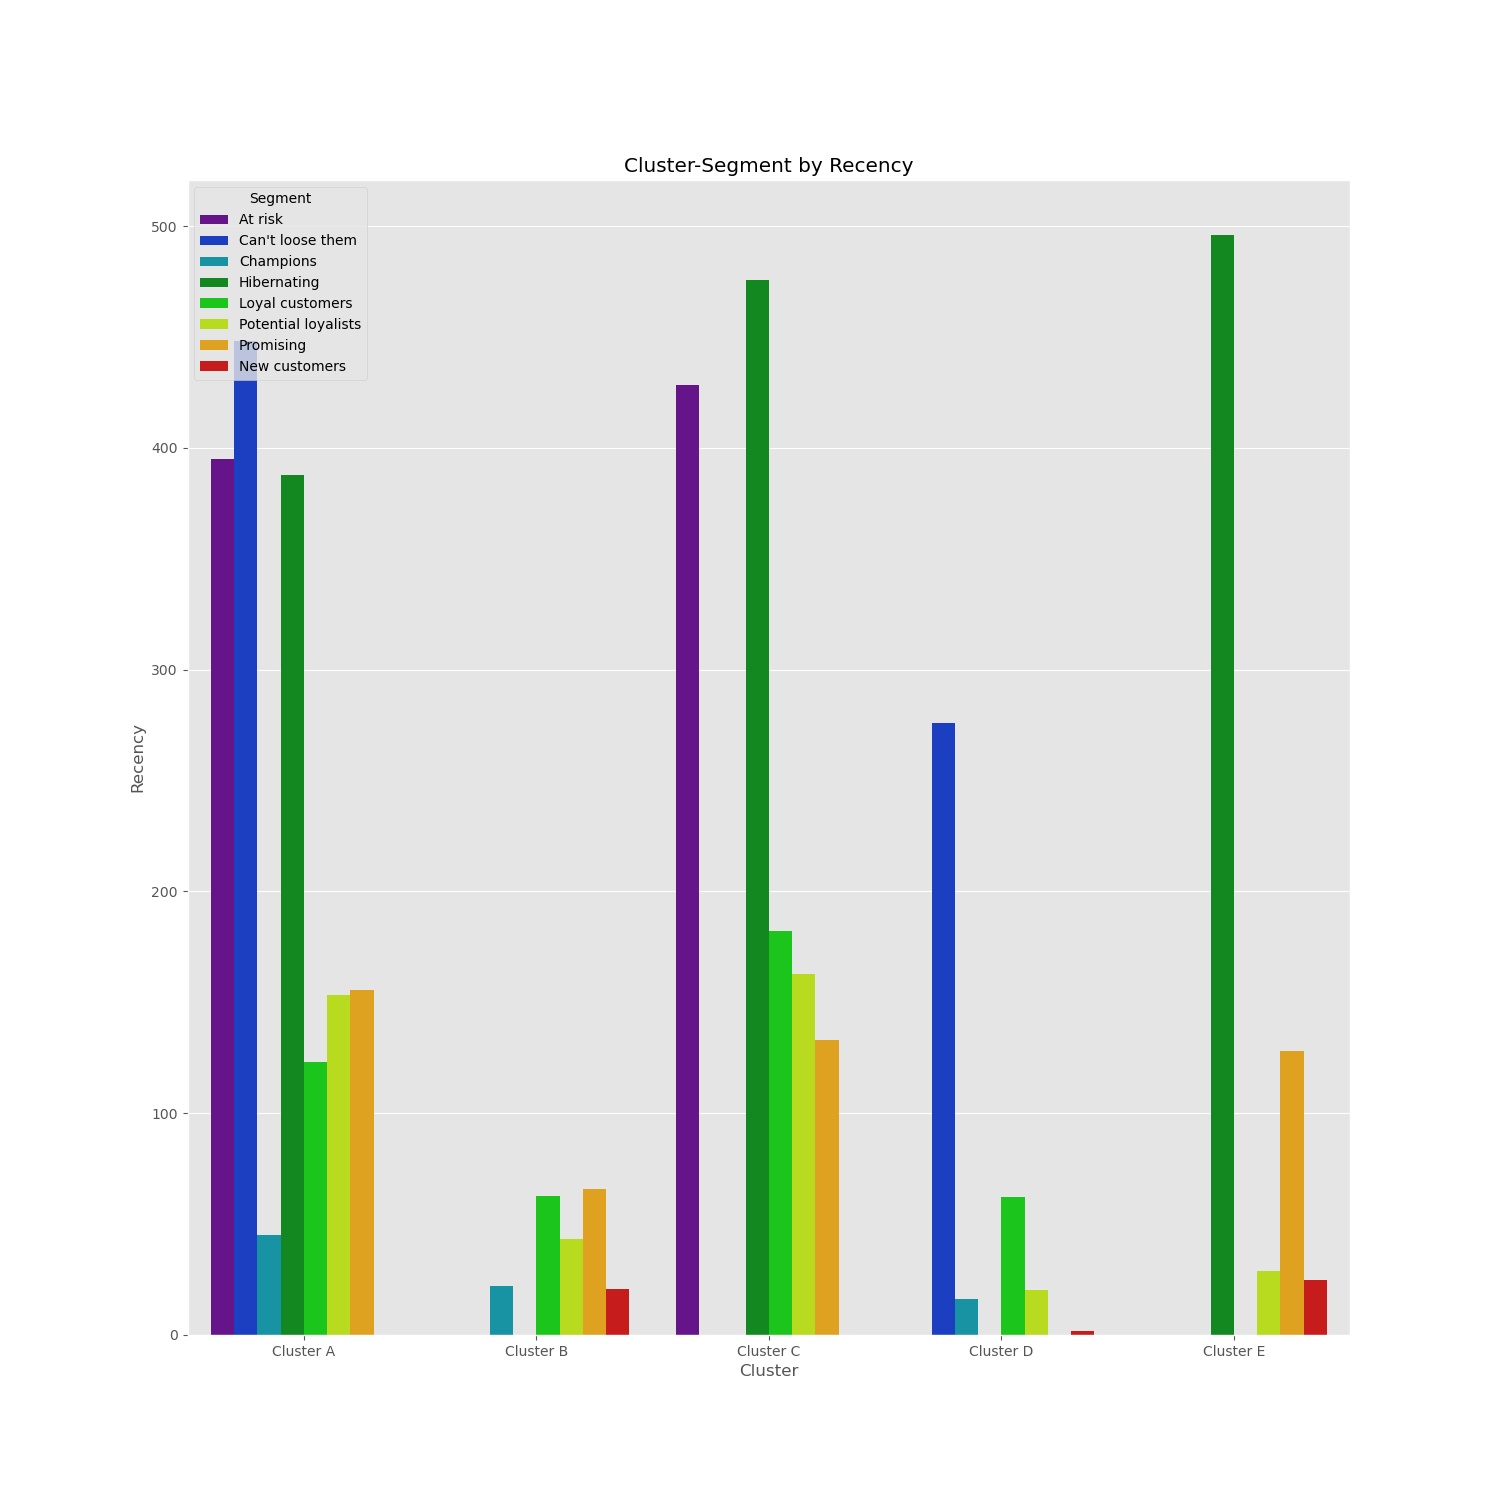 Cluster-Segment by Recency
Segment
At risk
Can't loose them
Champions
Hibernating
Loyal customers
Potential loyalists
Promising
New customers
500
400
300
200
100
0
Recency
Cluster A
Cluster B
Cluster C
Cluster D
Cluster E
Cluster